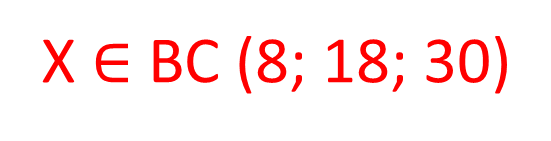 X ∈ BC (8; 18; 30)